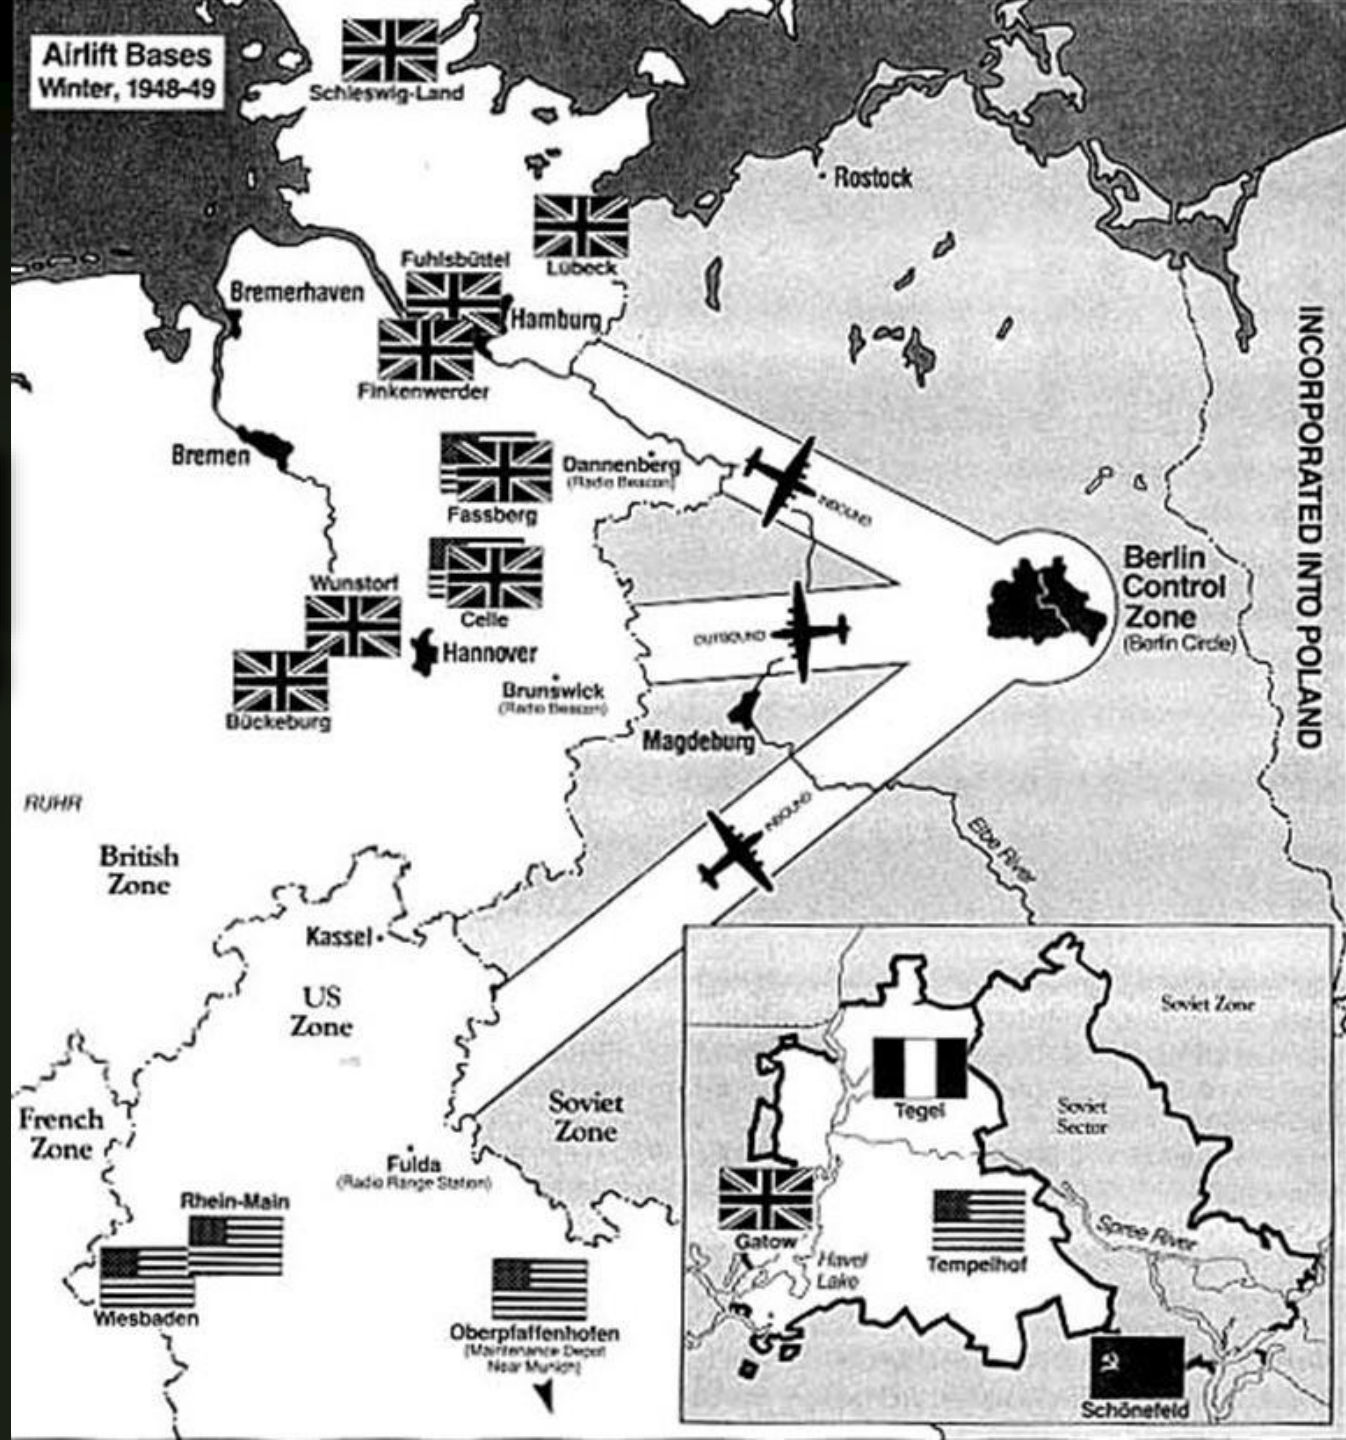 Airlift Bases
Winter, 1948-49
Schleswig-Land
Rostock
Lübeck
Fuhlsbüttel
Bremerhaven
Hamburg
Finkenwerder
INCORPORATED INTO POLAND
Bremen
Dannenberg
(Radio Beacon)
INBOUND
Fassberg
Berlin
Control
Zone
(Berlin Circle)
Wunstorf
Celle
OUTBOUND
Hannover
Brunswick
(Radio Beacon)
Bückeburg
Magdeburg
RUHR
INBOUND
Elbe River
British
Zone
Kassel
US
Zone
Soviet Zone
Tegel
Soviet
Sector
French
Zone
Soviet
Zone
Fulda
(Radio Range Station)
Rhein-Main
Gatow
Havel
Lake
Spree River
Tempelhof
Wiesbaden
Oberpfaffenhofen
(Maintenance Depot
Near Munich)
Schönefeld